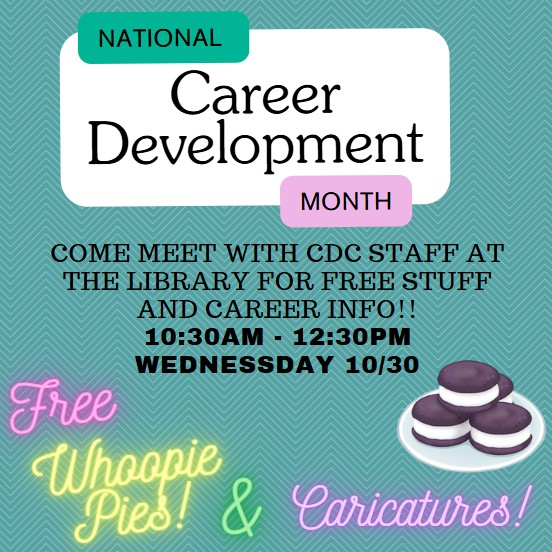 NATIONAL
Career
Development
MONTH
COME MEET WITH CDC STAFF AT
THE LIBRARY FOR FREE STUFF
AND CAREER INFO!!
10:30AM - 12:30PM
WEDNESSDAY 10/30
Free
Whoopie
Pies!
& Caricatures!